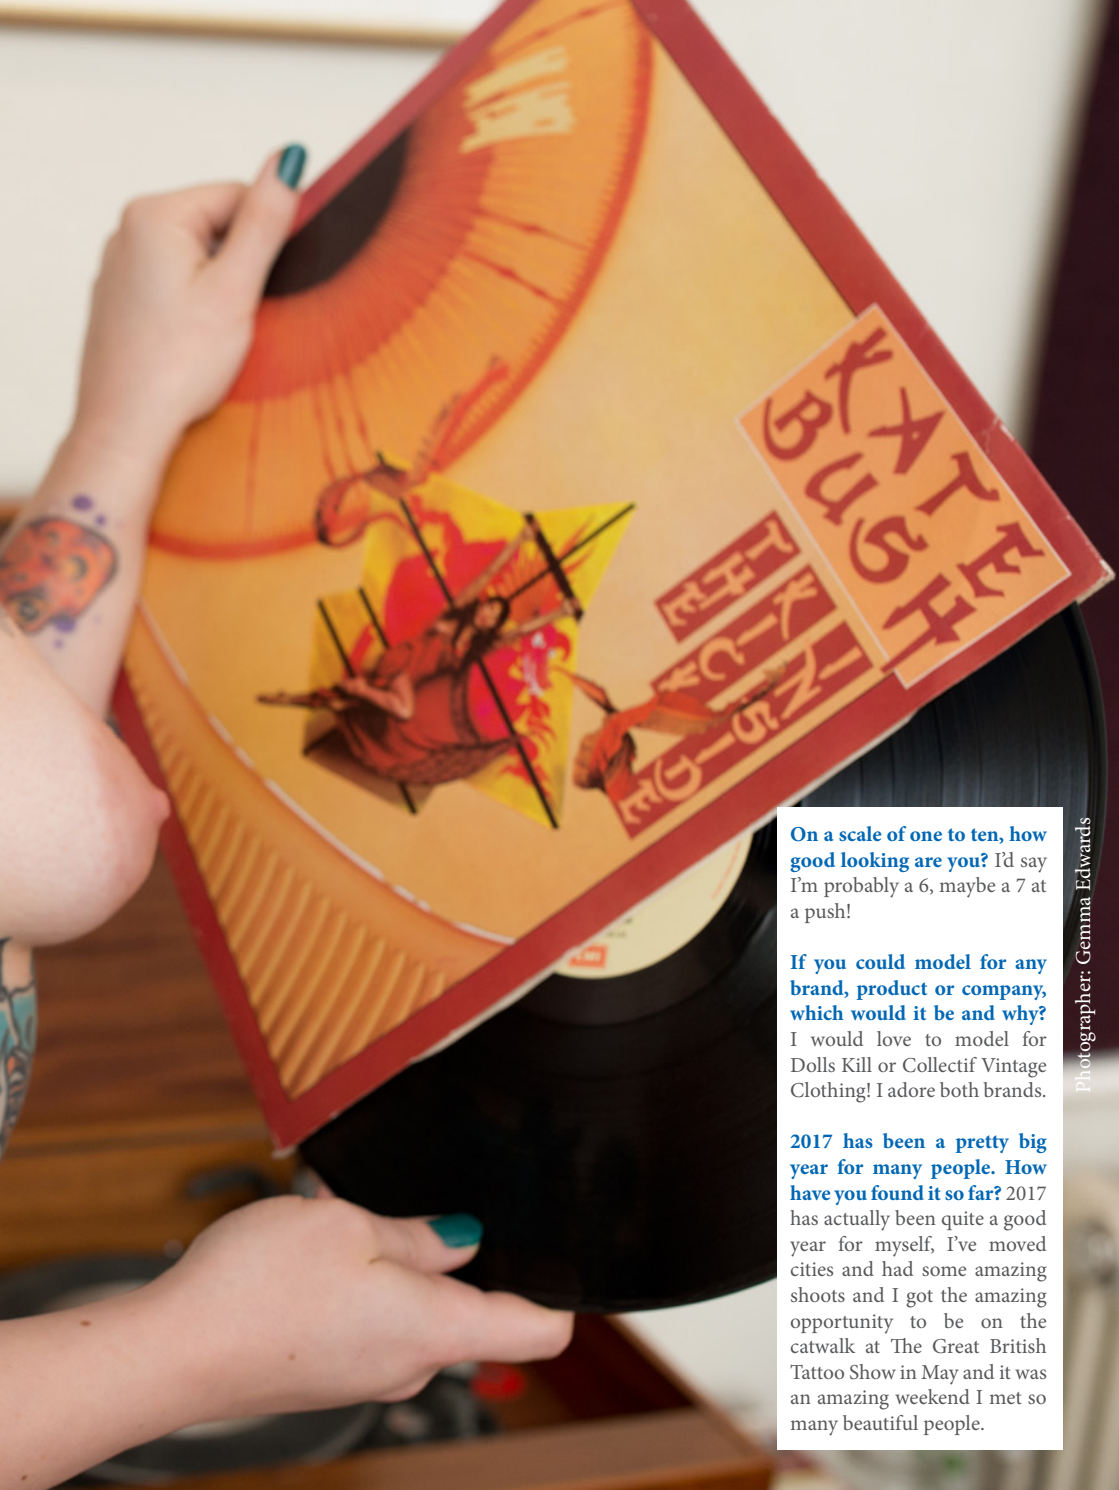 KATE
BUSH
THE
KICK
INSIDE
EMI
On a scale of one to ten, how
good looking are you? I’d say
I’m probably a 6, maybe a 7 at
a push!
If you could model for any
brand, product or company,
which would it be and why?
I would love to model for
Dolls Kill or Collectif Vintage
Clothing! I adore both brands.
2017 has been a pretty big
year for many people. How
have you found it so far? 2017
has actually been quite a good
year for myself, I’ve moved
cities and had some amazing
shoots and I got the amazing
opportunity to be on the
catwalk at The Great British
Tattoo Show in May and it was
an amazing weekend I met so
many beautiful people.
Photographer: Gemma Edwards